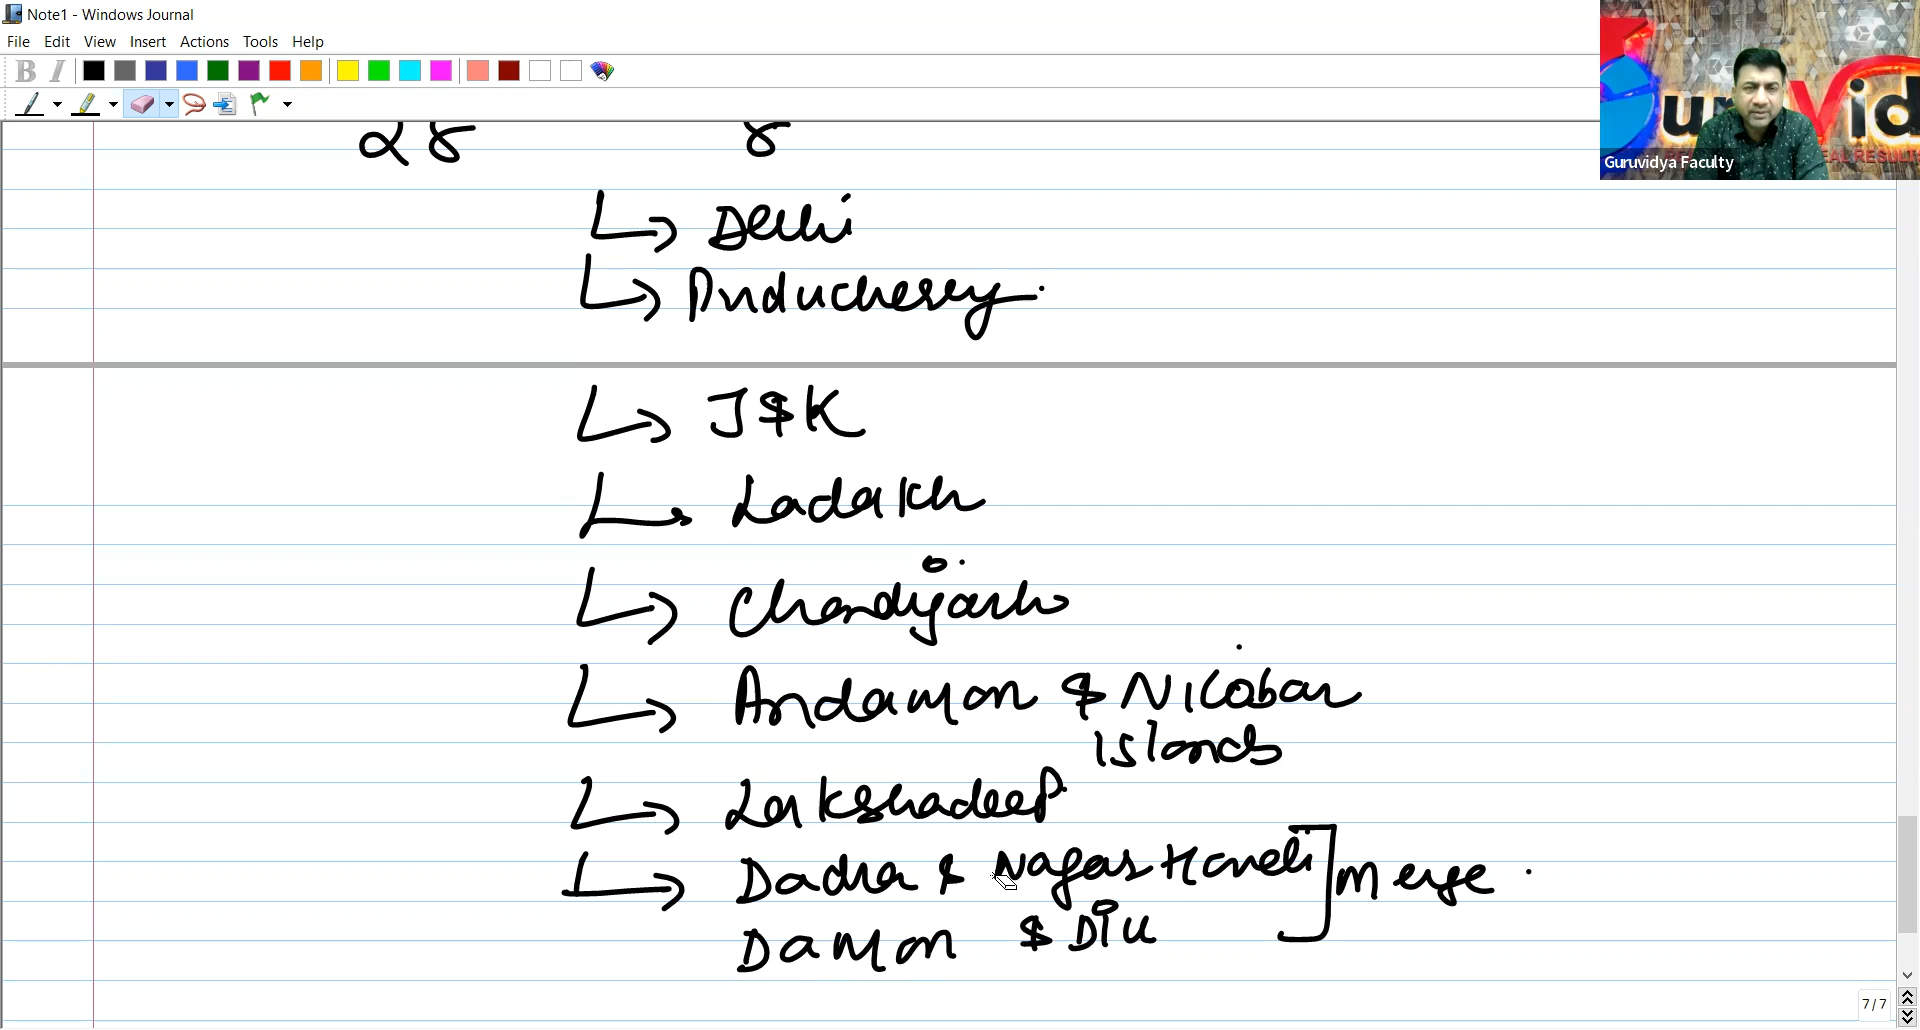 Note1 - Windows Journal
File Edit View Insert Actions Tools Help
B I
Guruvidya Faculty
28 8
Delhi
Puducherry.
J & K
Ladakh
Chandigarh
Andaman & Nicobar
Islands
Lakshadeep
Dadra & Nagar Haveli
Merge
Daman & Diu
7/7